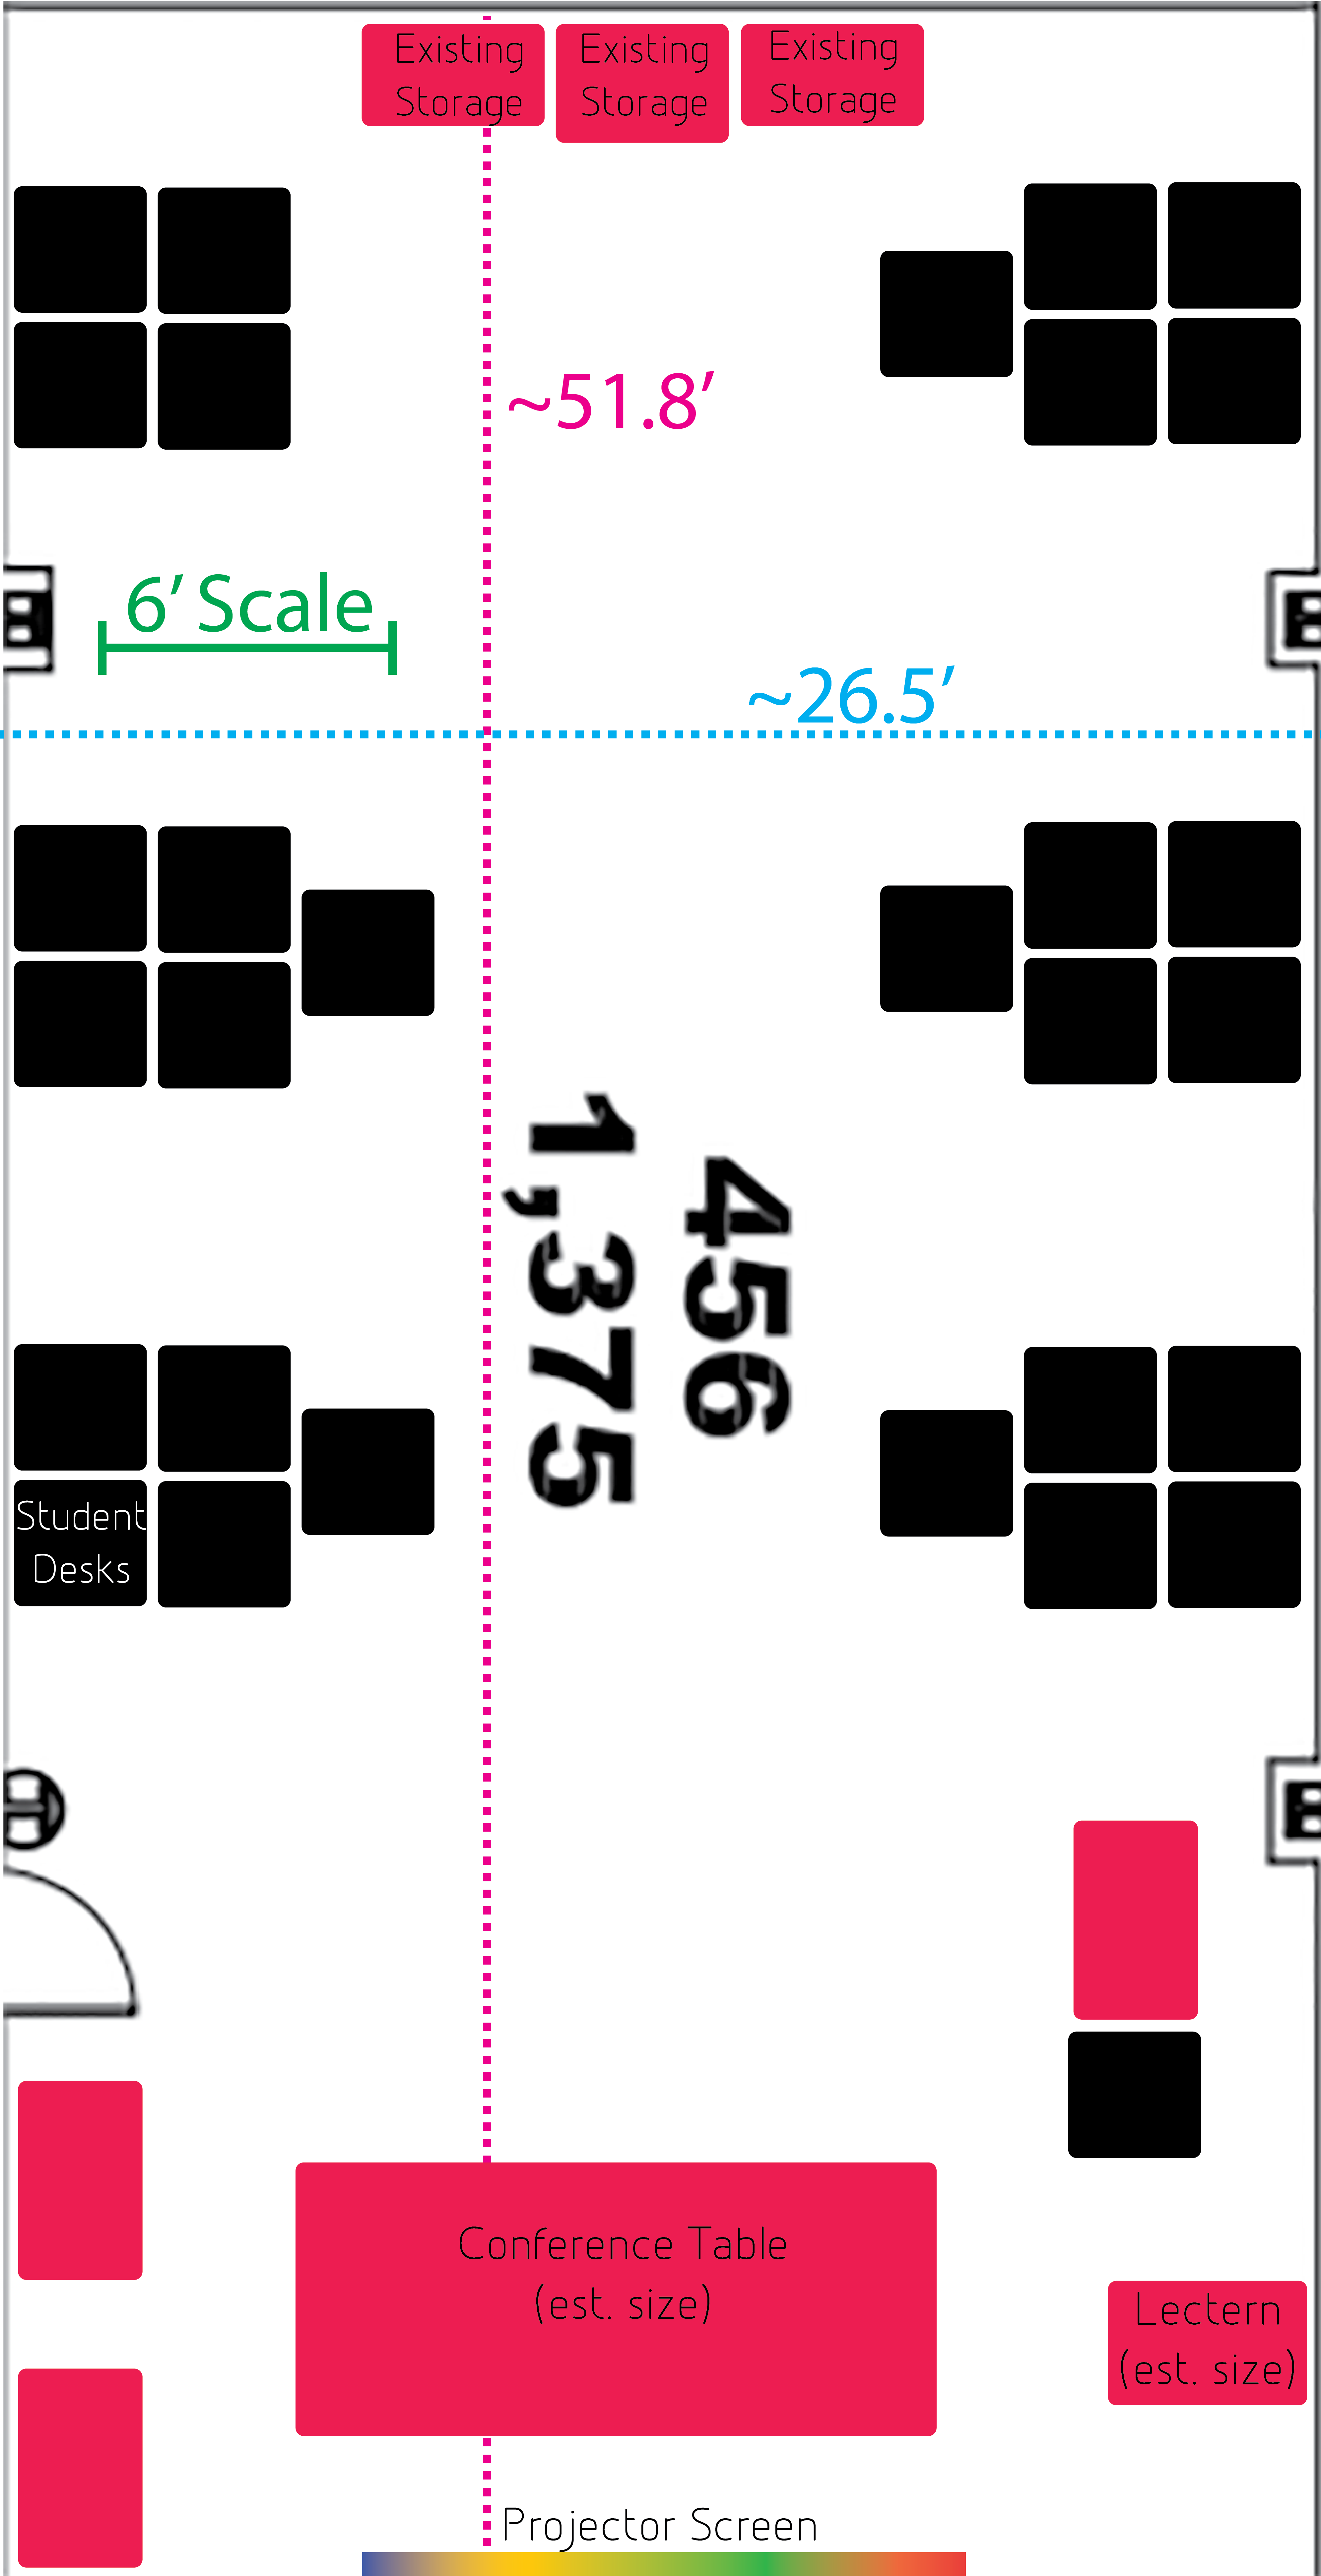 Existing
Storage
Existing
Storage
Existing
Storage
~51.8′
6′ Scale
~26.5′
456
1,375
Student
Desks
Conference Table
(est. size)
Lectern
(est. size)
Projector Screen